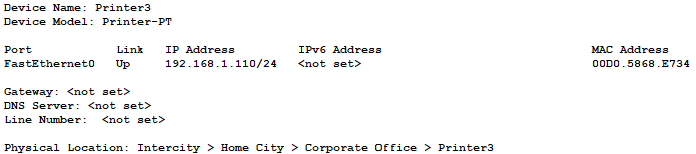 Device Name: Printer3
Device Model: Printer-PT
Port Link IP Address IPv6 Address MAC Address
FastEthernet0 Up 192.168.1.110/24 <not set> 00D0.5868.E734
Gateway: <not set>
DNS Server: <not set>
Line Number: <not set>
Physical Location: Intercity > Home City > Corporate Office > Printer3